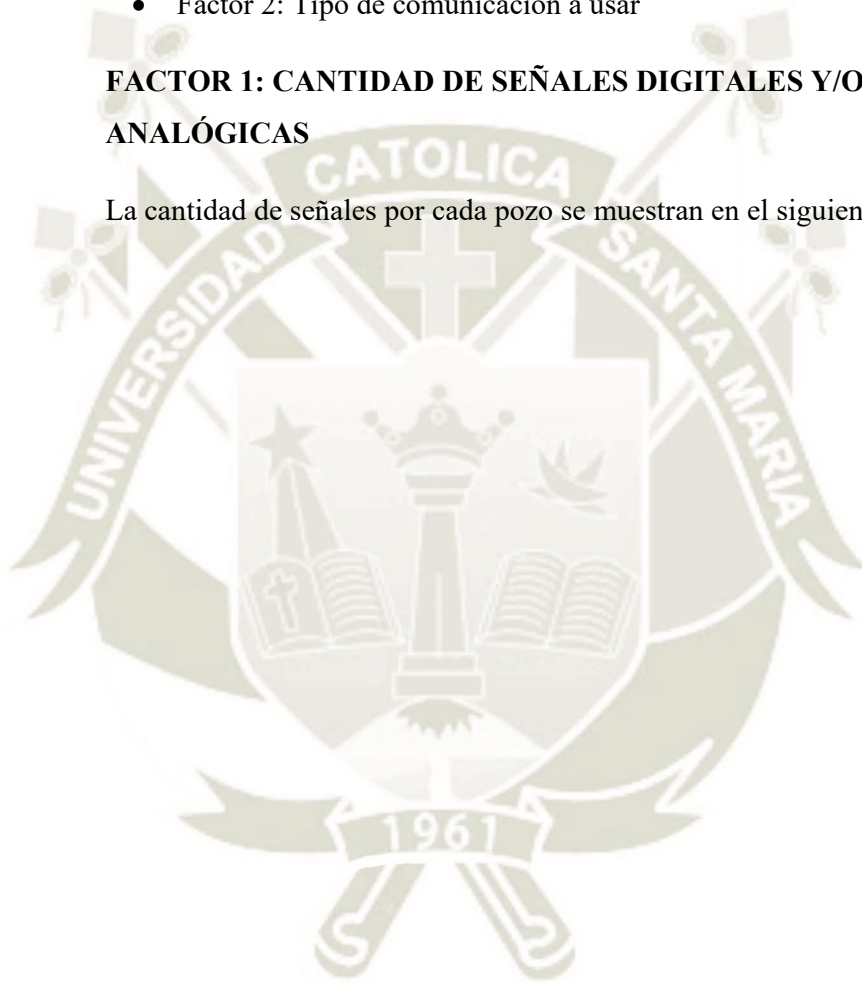 • Factor 2: Tipo de comunicación a usar
FACTOR 1: CANTIDAD DE SEÑALES DIGITALES Y/O
ANALÓGICAS
La cantidad de señales por cada pozo se muestran en el siguien
UNIVERSIDAD CATOLICA SANTA MARIA
1961